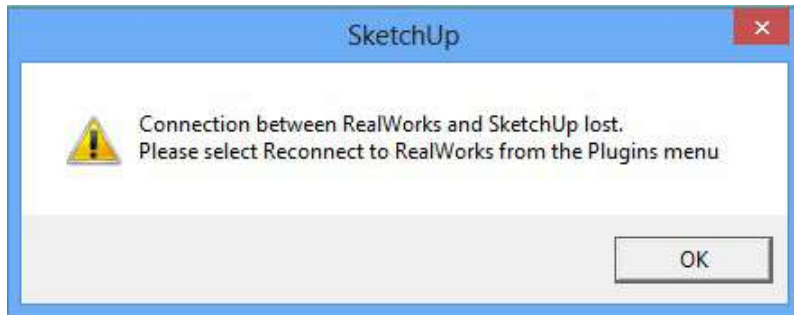 SketchUp
Connection between RealWorks and SketchUp lost.
Please select Reconnect to RealWorks from the Plugins menu
OK